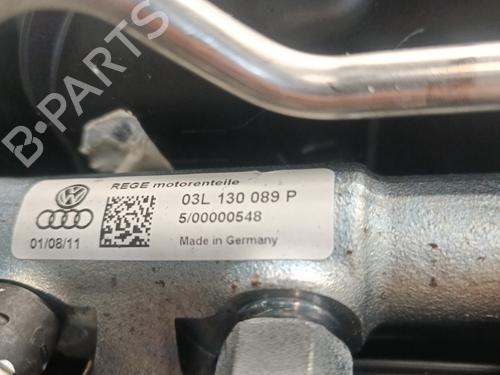 B-PARTS
REGE motorenteile
03L 130 089 P
5/00000548
01/08/11
Made in Germany